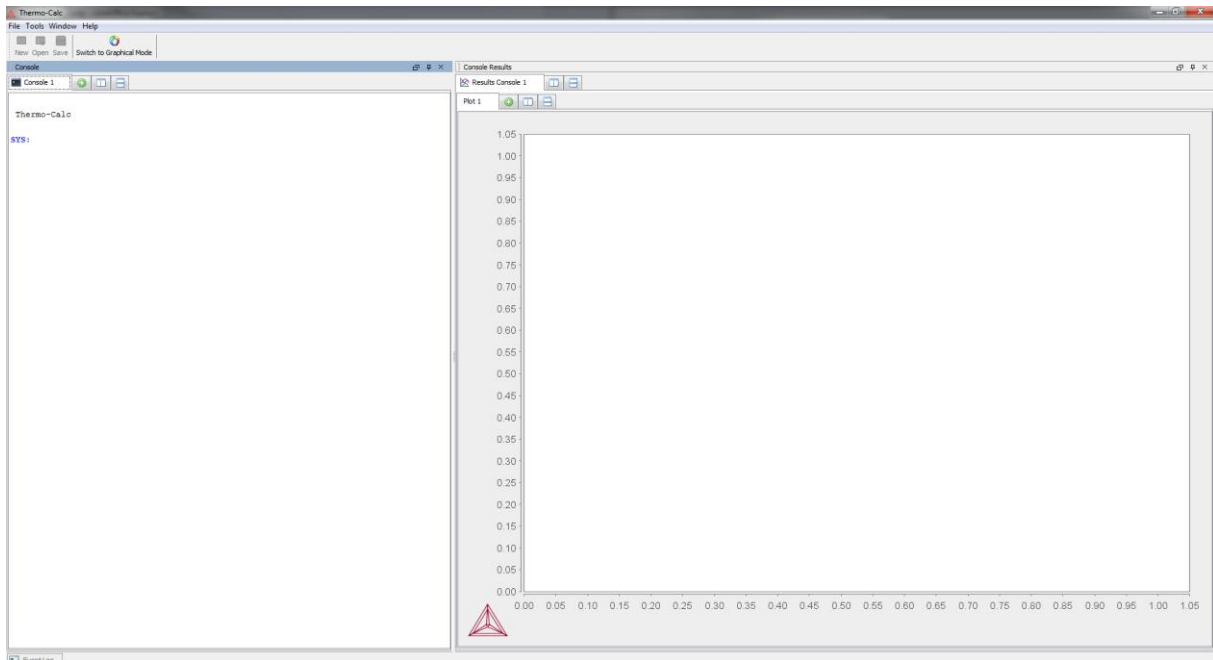 Thermo-Calc
File Tools Window Help
New Open Save Switch to Graphical Mode
Console
Console 1
Thermo-Calc
SYS:
Console Results
Results Console 1
Plot 1
1.05
1.00
0.95
0.90
0.85
0.80
0.75
0.70
0.65
0.60
0.55
0.50
0.45
0.40
0.35
0.30
0.25
0.20
0.15
0.10
0.05
0.00
0.00 0.05 0.10 0.15 0.20 0.25 0.30 0.35 0.40 0.45 0.50 0.55 0.60 0.65 0.70 0.75 0.80 0.85 0.90 0.95 1.00 1.05